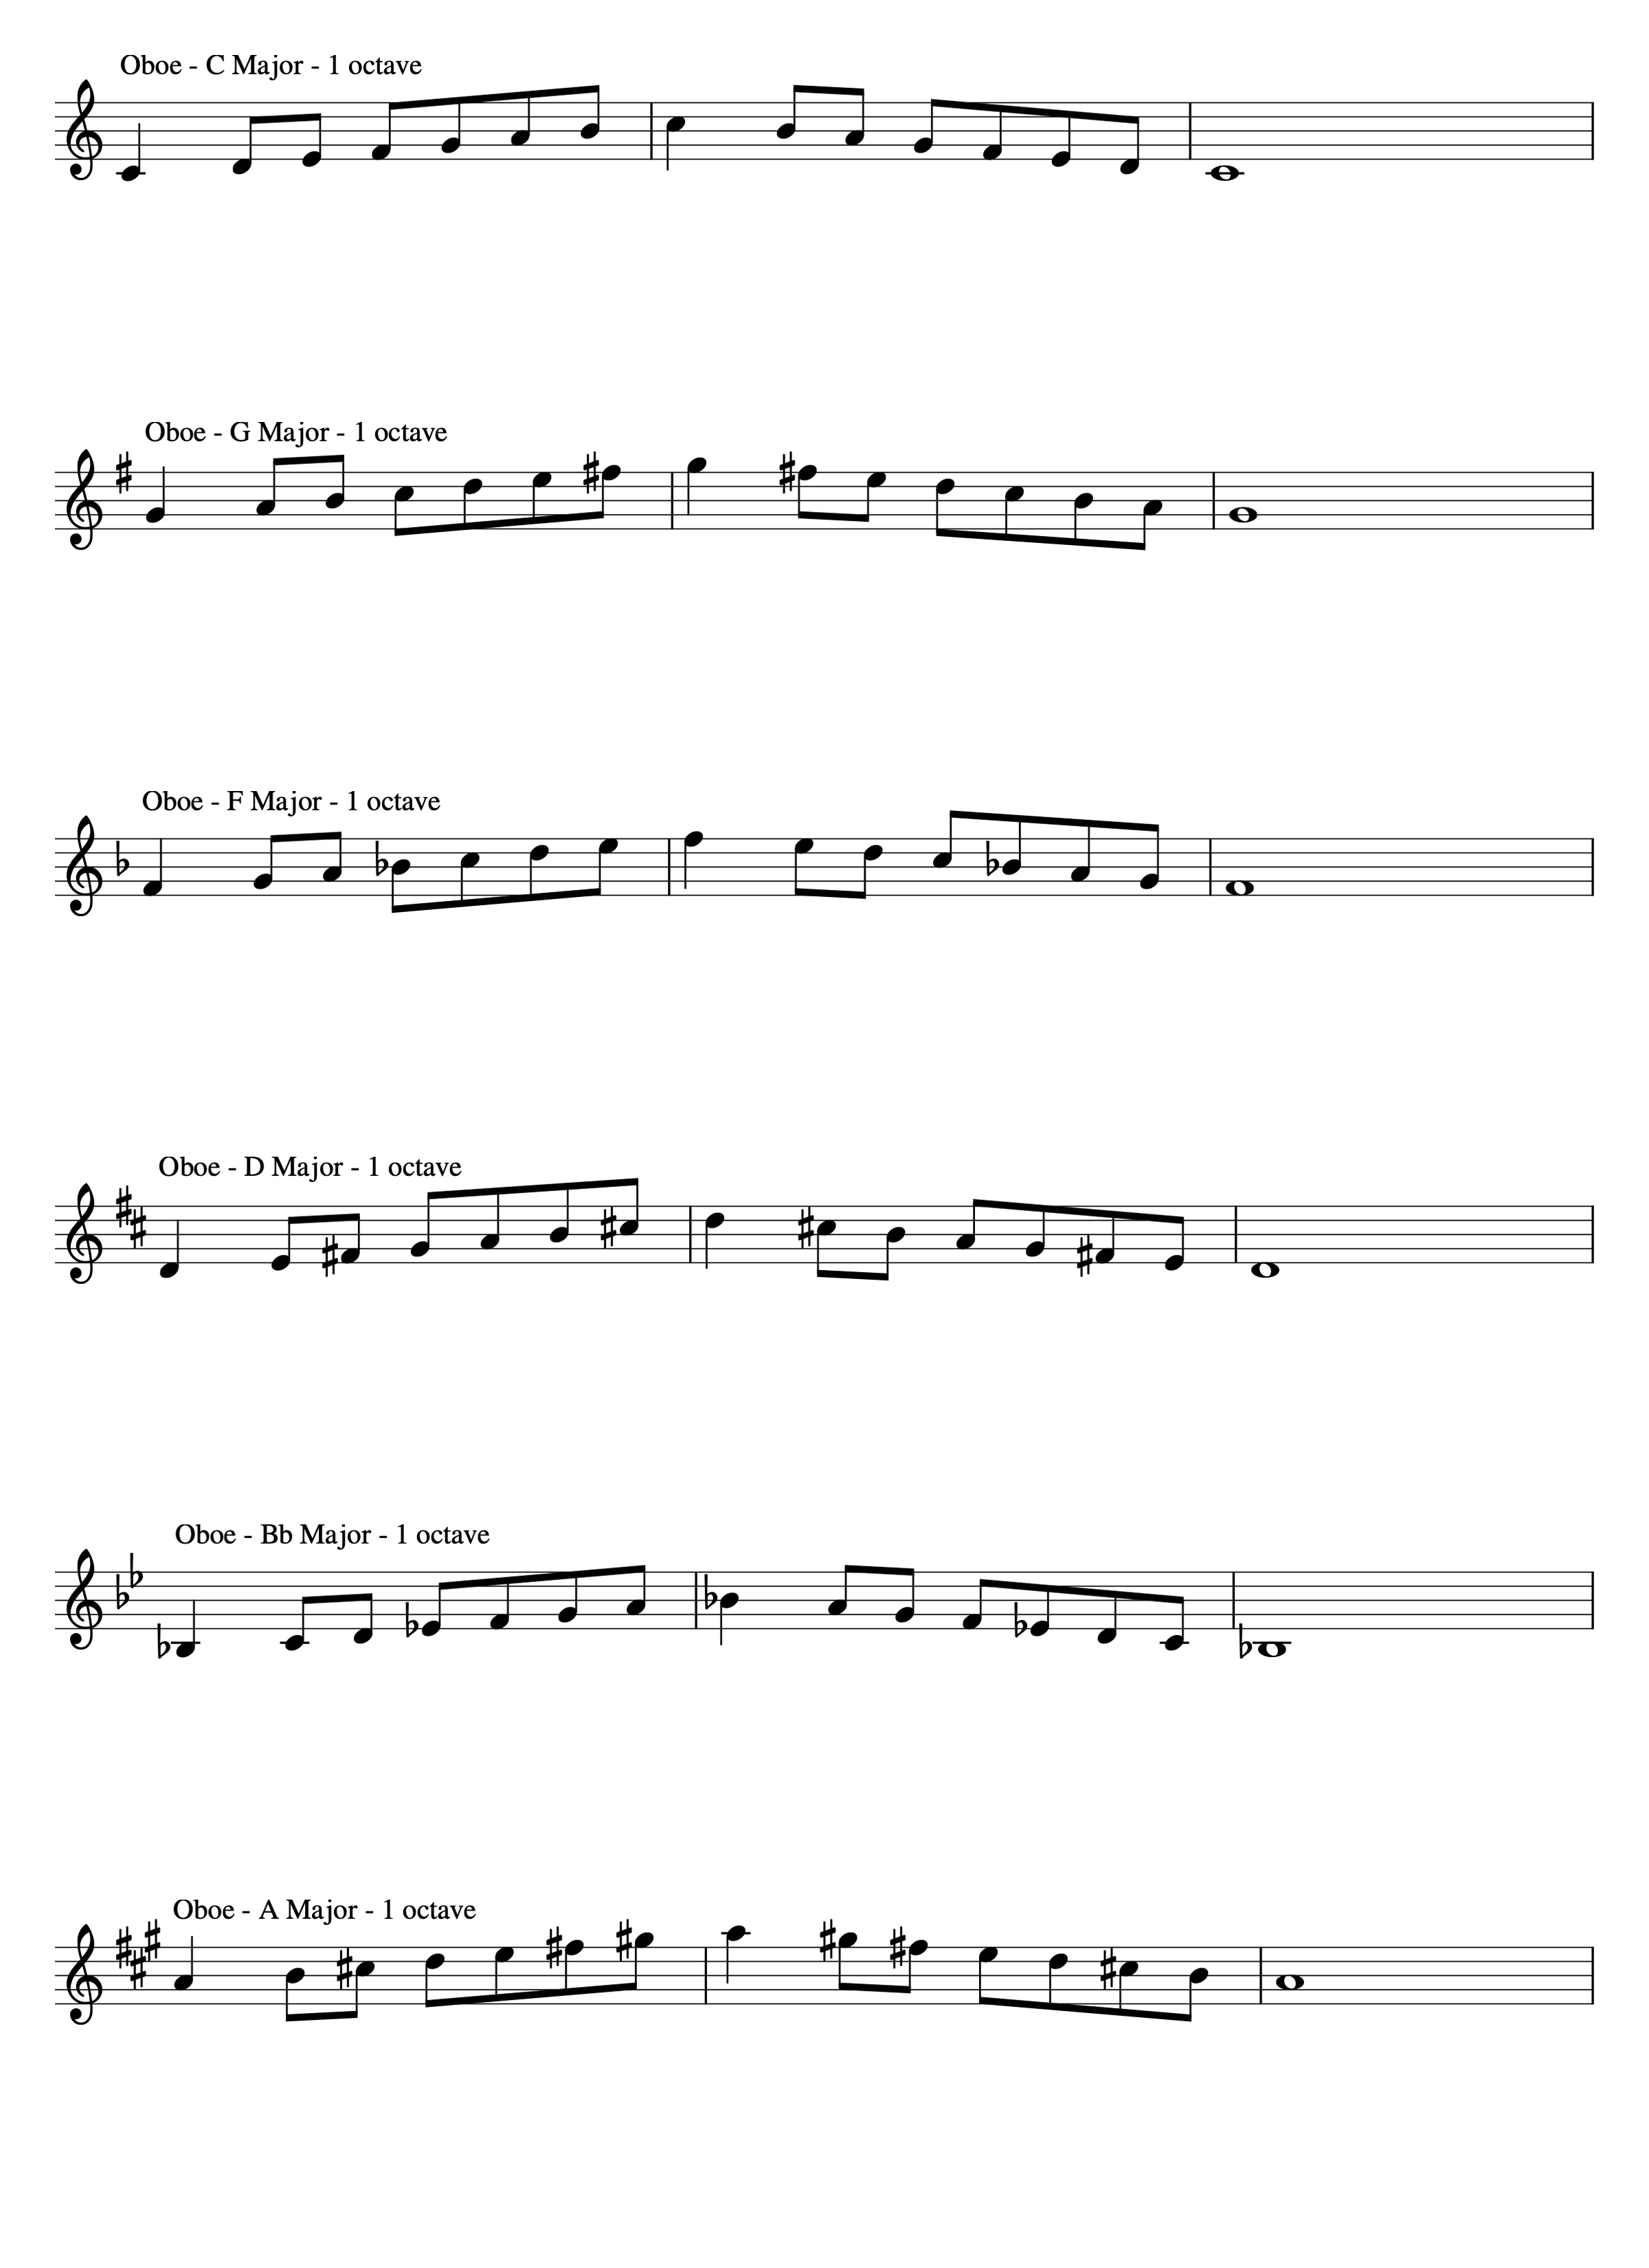 Oboe - C Major - 1 octave
Oboe - G Major - 1 octave
Oboe - F Major - 1 octave
Oboe - D Major - 1 octave
Oboe - Bb Major - 1 octave
Oboe - A Major - 1 octave